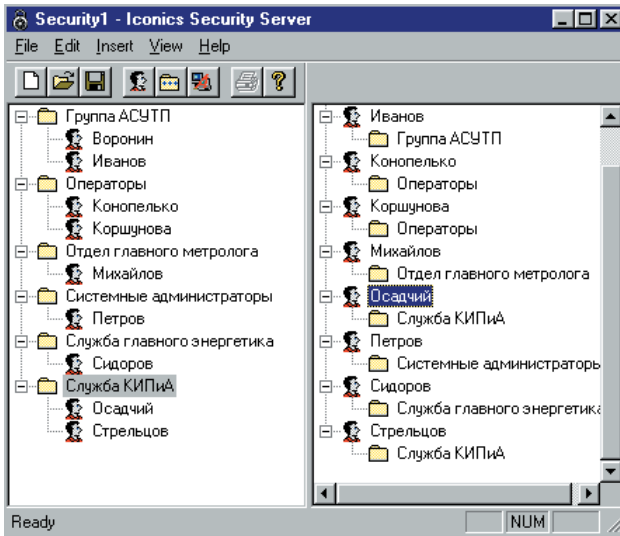 Security1 - Iconics Security Server
File Edit Insert View Help
Группа АСУТП
Воронин
Иванов
Операторы
Конопелько
Коршунова
Отдел главного метролога
Михайлов
Системные администраторы
Петров
Служба главного энергетика
Сидоров
Служба КИПиА
Осадчий
Стрельцов
Иванов
Группа АСУТП
Конопелько
Операторы
Коршунова
Операторы
Михайлов
Отдел главного метролога
Осадчий
Служба КИПиА
Петров
Системные администраторь
Сидоров
Служба главного энергетика
Стрельцов
Служба КИПиА
Ready
NUM